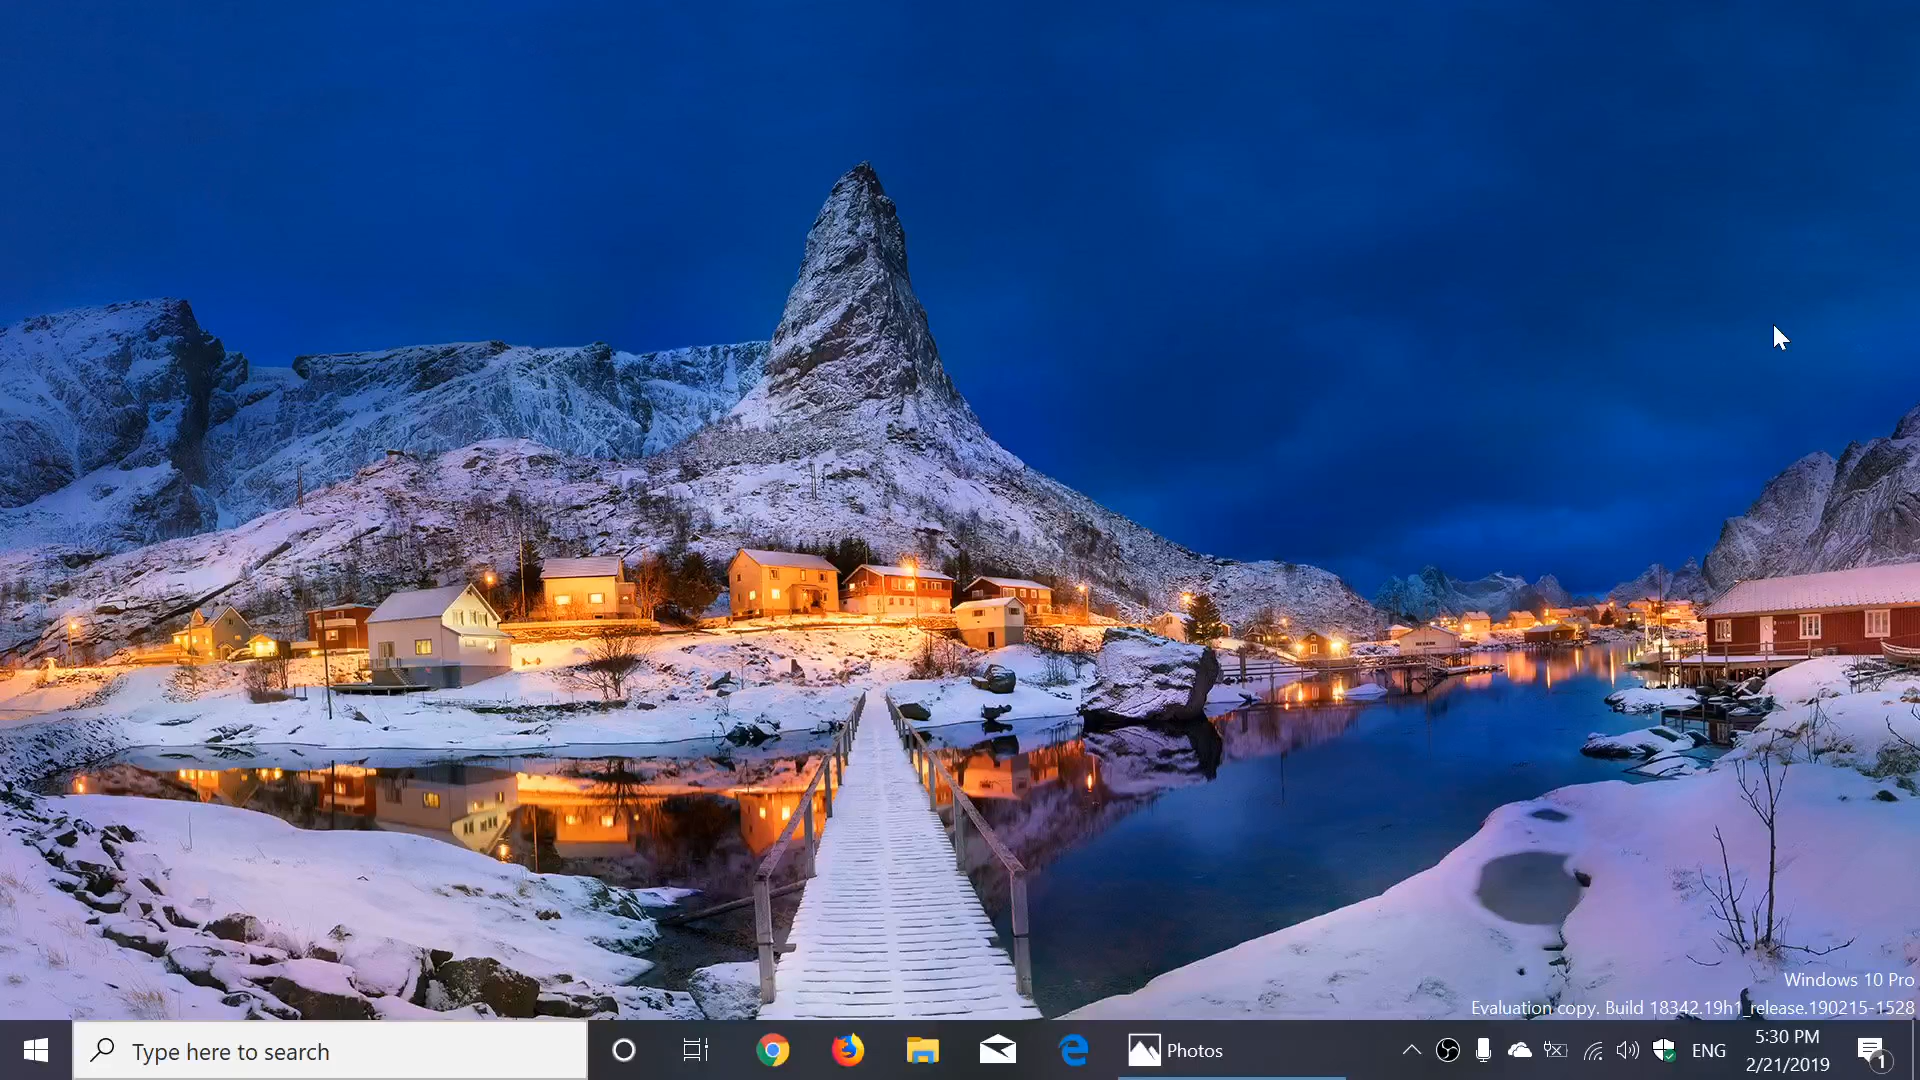 Windows 10 Pro
Evaluation copy. Build 18342.19h1_release.190215-1528
Type here to search
Photos
ENG
5:30 PM
2/21/2019
1